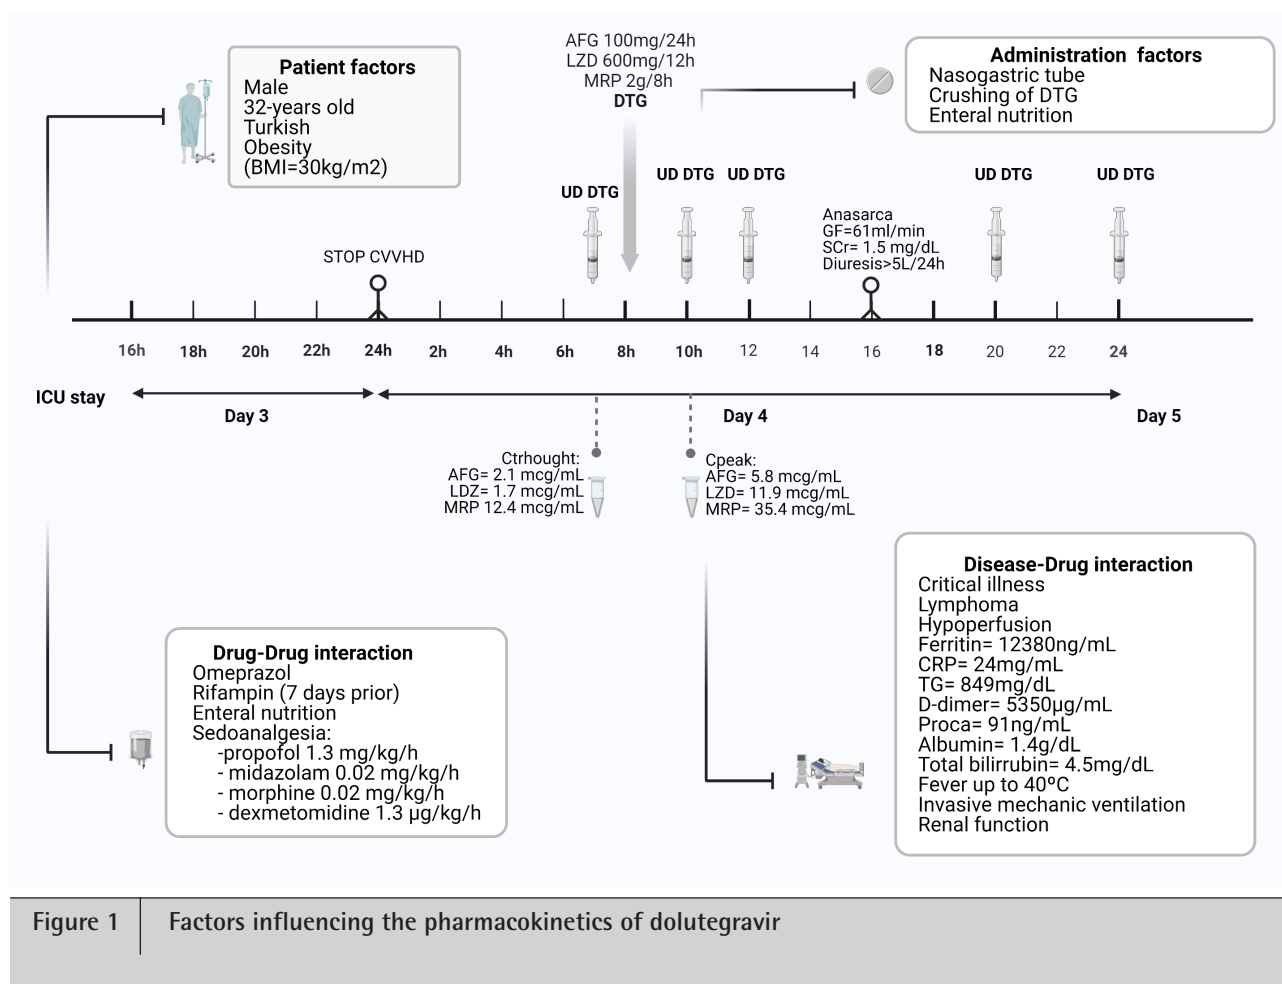 AFG 100mg/24h
LZD 600mg/12h
MRP 2g/8h
DTG
Patient factors
Male
32-years old
Turkish
Obesity
(BMI=30kg/m2)
Administration factors
Nasogastric tube
Crushing of DTG
Enteral nutrition
UD DTG
UD DTG
UD DTG
UD DTG
UD DTG
STOP CVVHD
Anasarca
GF=61ml/min
SCr= 1.5 mg/dL
Diuresis>5L/24h
16h 18h 20h 22h 24h 2h 4h 6h 8h 10h 12 14 16 18 20 22 24
ICU stay
Day 3
Day 4
Day 5
Ctrhought:
AFG= 2.1 mcg/mL
LDZ= 1.7 mcg/mL
MRP 12.4 mcg/mL
Cpeak:
AFG= 5.8 mcg/mL
LZD= 11.9 mcg/mL
MRP= 35.4 mcg/mL
Drug-Drug interaction
Omeprazol
Rifampin (7 days prior)
Enteral nutrition
Sedoanalgesia:
-propofol 1.3 mg/kg/h
- midazolam 0.02 mg/kg/h
- morphine 0.02 mg/kg/h
- dexmetomidine 1.3 µg/kg/h
Disease-Drug interaction
Critical illness
Lymphoma
Hypoperfusion
Ferritin= 12380ng/mL
CRP= 24mg/mL
TG= 849mg/dL
D-dimer= 5350µg/mL
Proca= 91ng/mL
Albumin= 1.4g/dL
Total bilirrubin= 4.5mg/dL
Fever up to 40ºC
Invasive mechanic ventilation
Renal function
Figure 1 Factors influencing the pharmacokinetics of dolutegravir